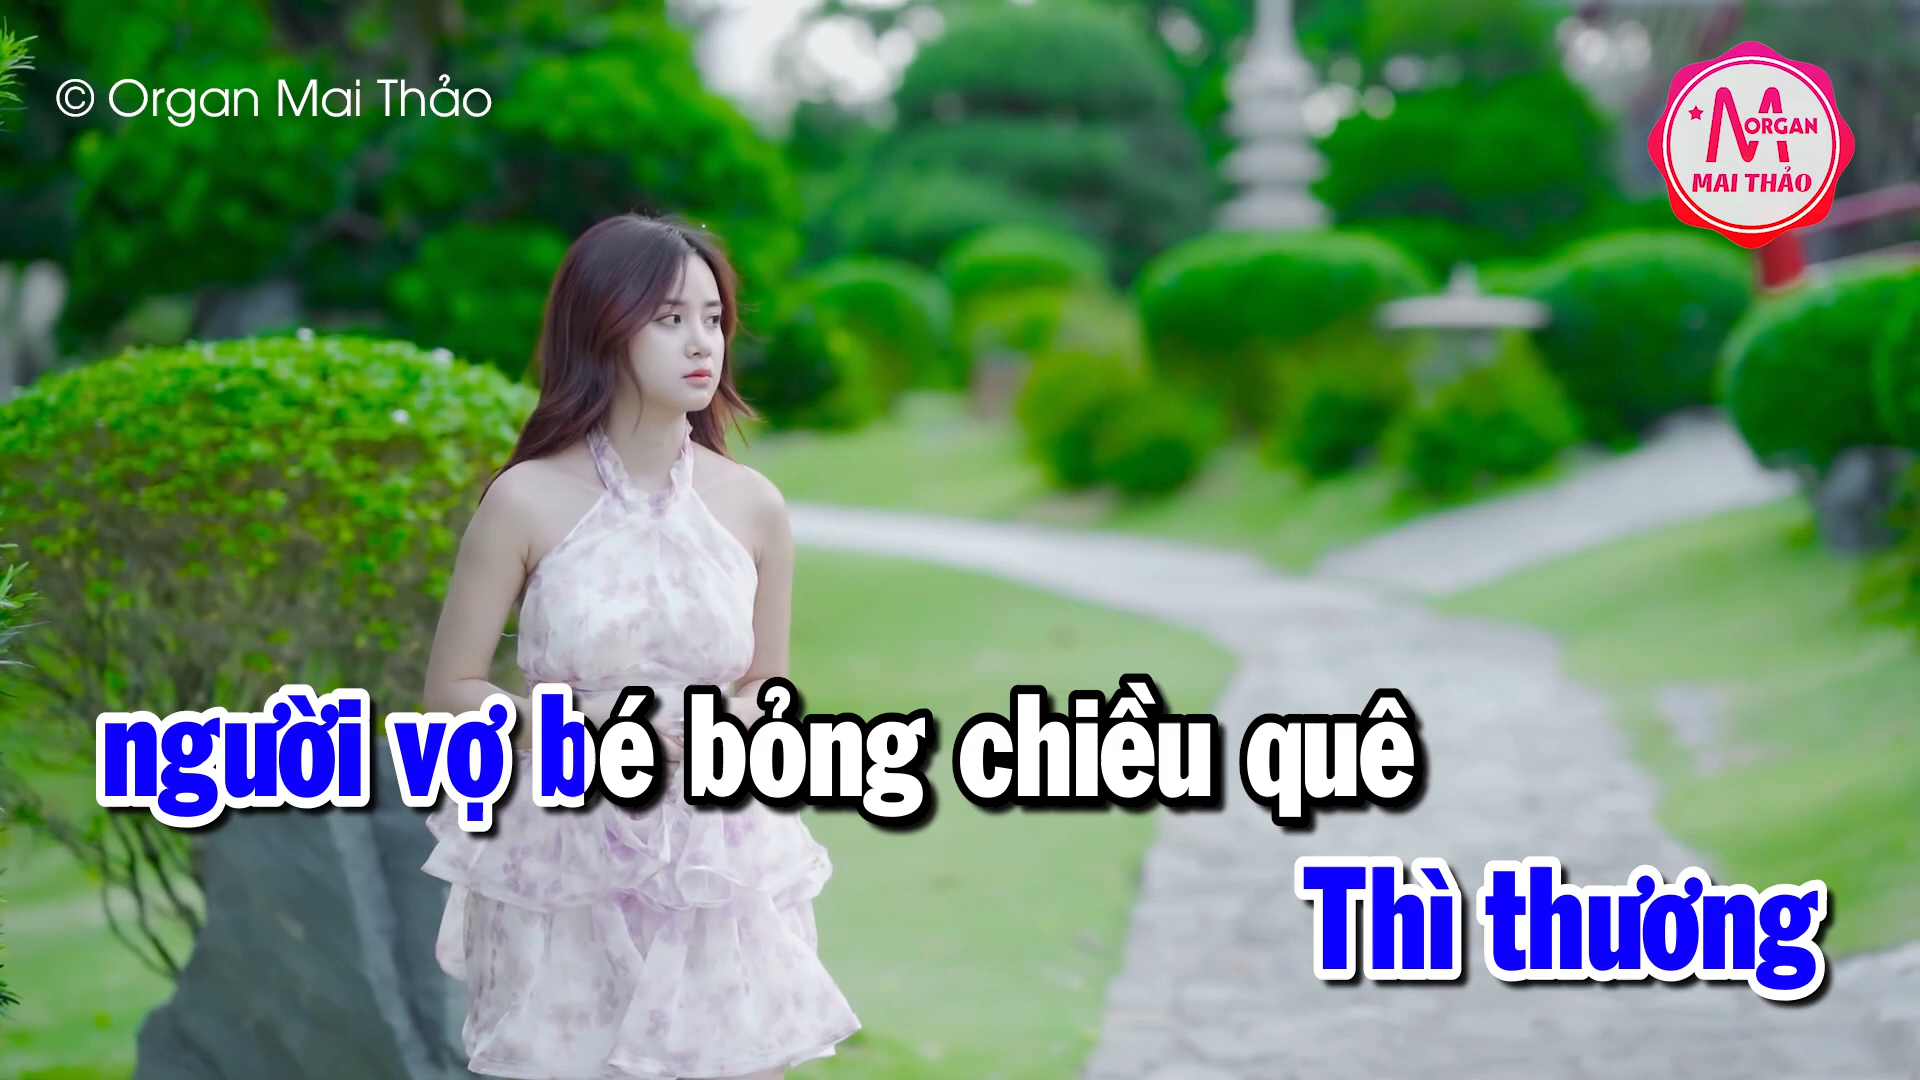 © Organ Mai Thảo
M ORGAN
MAI THẢO
người vợ bé bỏng chiều quê
Thì thương